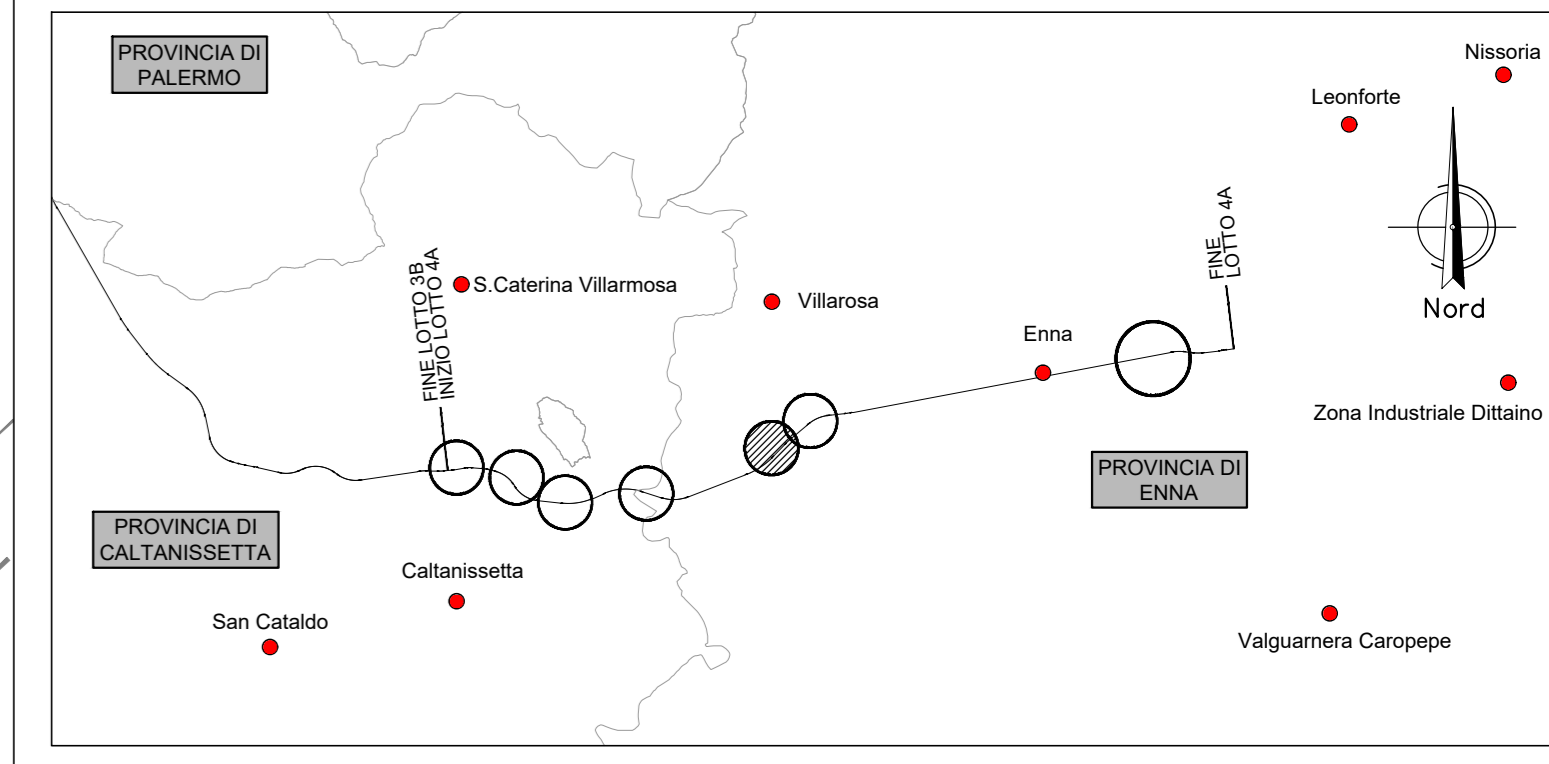 PROVINCIA DI
PALERMO
Nissoria
Leonforte
FINE LOTTO 3B
INIZIO LOTTO 4A
S.Caterina Villarmosa
Villarosa
FINE
LOTTO 4A
Nord
Enna
Zona Industriale Dittaino
PROVINCIA DI
ENNA
PROVINCIA DI
CALTANISSETTA
Caltanissetta
San Cataldo
Valguarnera Caropepe